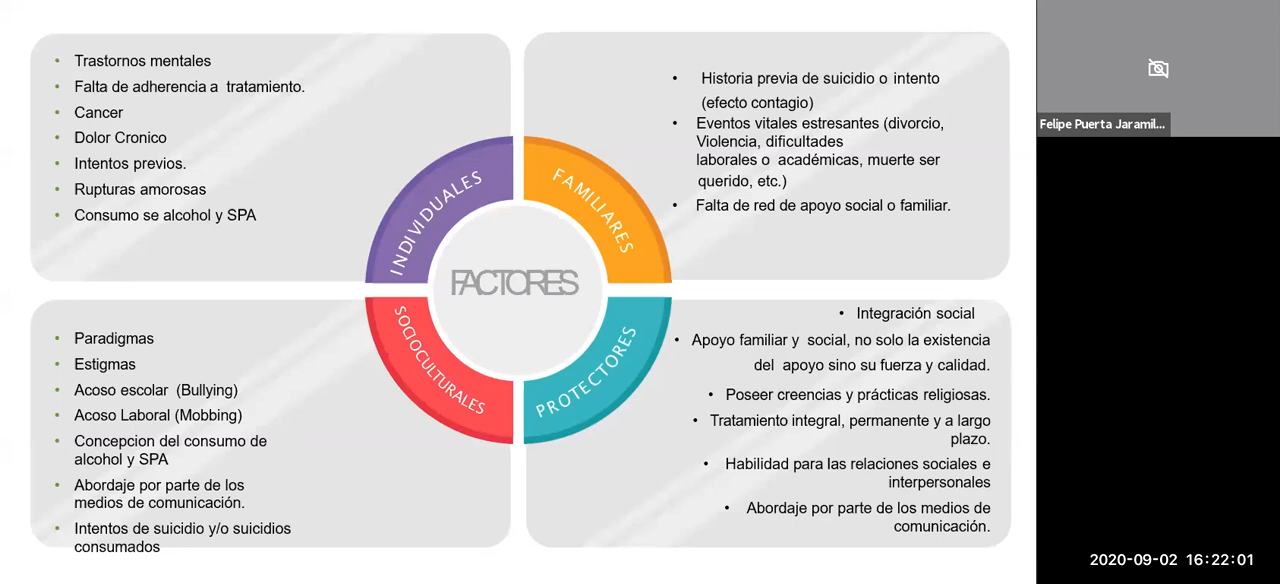 Trastornos mentales
Falta de adherencia a tratamiento.
Cancer
Dolor Cronico
Intentos previos.
Rupturas amorosas
Consumo se alcohol y SPA
Historia previa de suicidio o intento
(efecto contagio)
Eventos vitales estresantes (divorcio,
Violencia, dificultades
laborales o académicas, muerte ser
querido, etc.)
Falta de red de apoyo social o familiar.
INDIVIDUALES
FAMILIARES
FACTORES
SOCIOCULTURALES
PROTECTORES
Paradigmas
Estigmas
Acoso escolar (Bullying)
Acoso Laboral (Mobbing)
Concepcion del consumo de
alcohol y SPA
Abordaje por parte de los
medios de comunicación.
Intentos de suicidio y/o suicidios
consumados
Integración social
Apoyo familiar y social, no solo la existencia
del apoyo sino su fuerza y calidad.
Poseer creencias y prácticas religiosas.
Tratamiento integral, permanente y a largo
plazo.
Habilidad para las relaciones sociales e
interpersonales
Abordaje por parte de los medios de
comunicación.
Felipe Puerta Jaramil...
2020-09-02 16:22:01